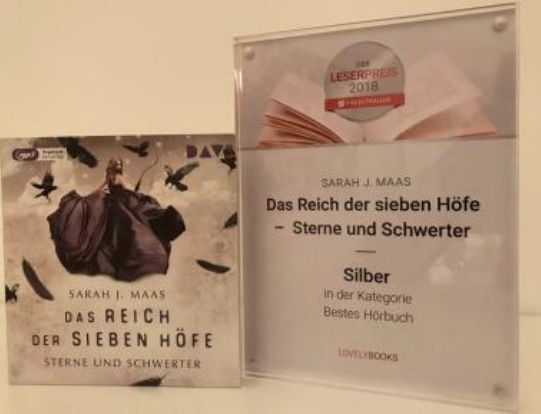 mp3
DAV
SARAH J. MAAS
DAS REICH
DER SIEBEN HÖFE
STERNE UND SCHWERTER
DER
LESERPREIS
2018
SARAH J. MAAS
Das Reich der sieben Höfe
– Sterne und Schwerter
Silber
in der Kategorie
Bestes Hörbuch
LOVELYBOOKS